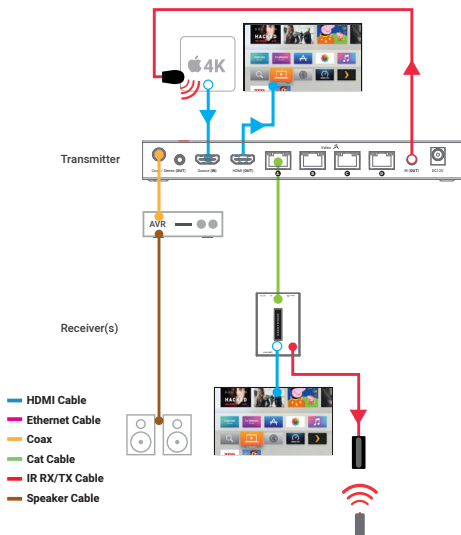 4K
HACKED
Transmitter
Video
Coax / Stereo (OUT)
Source (IN)
HDMI (OUT)
A
B
C
D
IR (OUT)
DC12V
AVR
Receiver(s)
HACKED
HDMI Cable
Ethernet Cable
Coax
Cat Cable
IR RX/TX Cable
Speaker Cable